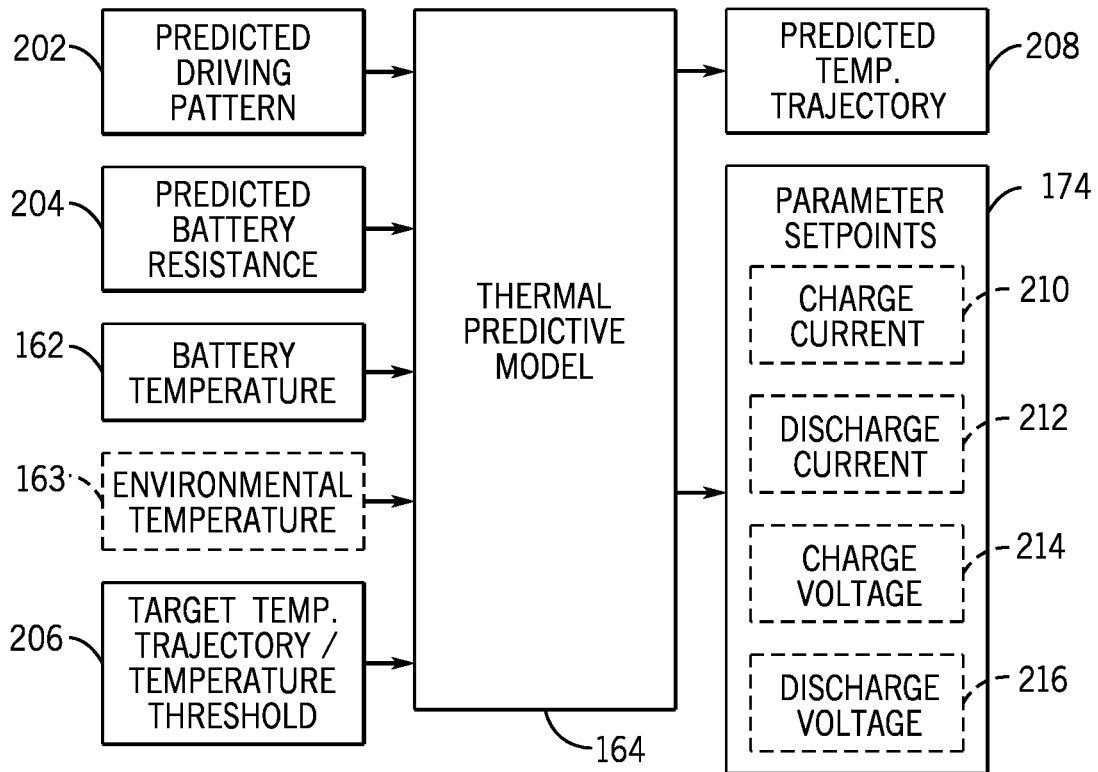 202
PREDICTED
DRIVING
PATTERN
204
PREDICTED
BATTERY
RESISTANCE
162
BATTERY
TEMPERATURE
163
ENVIRONMENTAL
TEMPERATURE
206
TARGET TEMP.
TRAJECTORY /
TEMPERATURE
THRESHOLD
THERMAL
PREDICTIVE
MODEL
164
PREDICTED
TEMP.
TRAJECTORY
208
PARAMETER
SETPOINTS
174
CHARGE
CURRENT
210
DISCHARGE
CURRENT
212
CHARGE
VOLTAGE
214
DISCHARGE
VOLTAGE
216